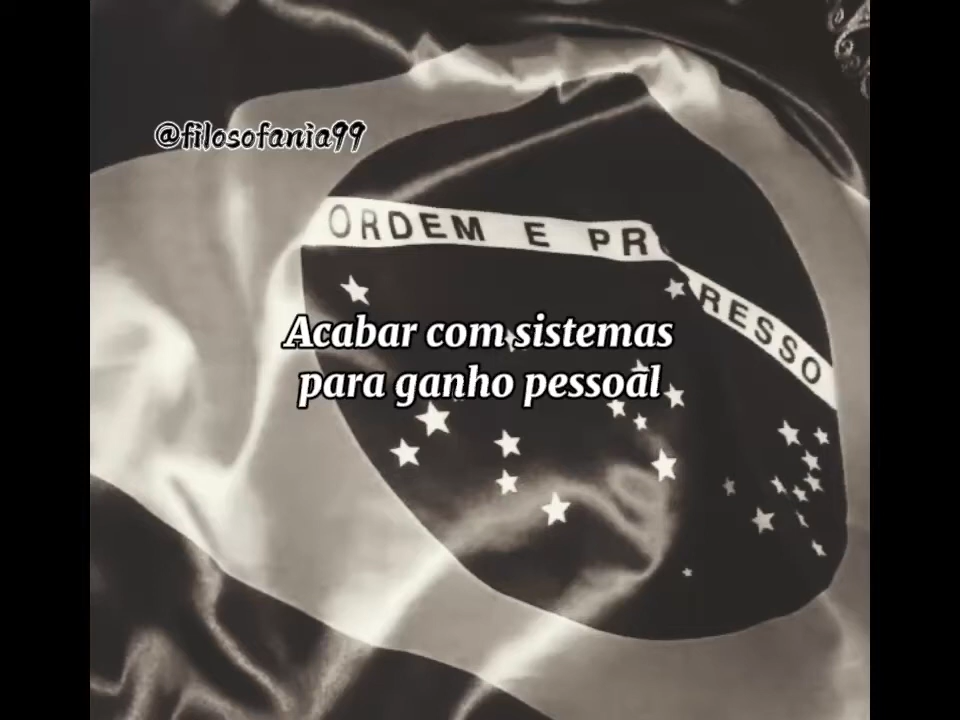 @filosofania99
ORDEM E PR RESSO
Acabar com sistemas
para ganho pessoal